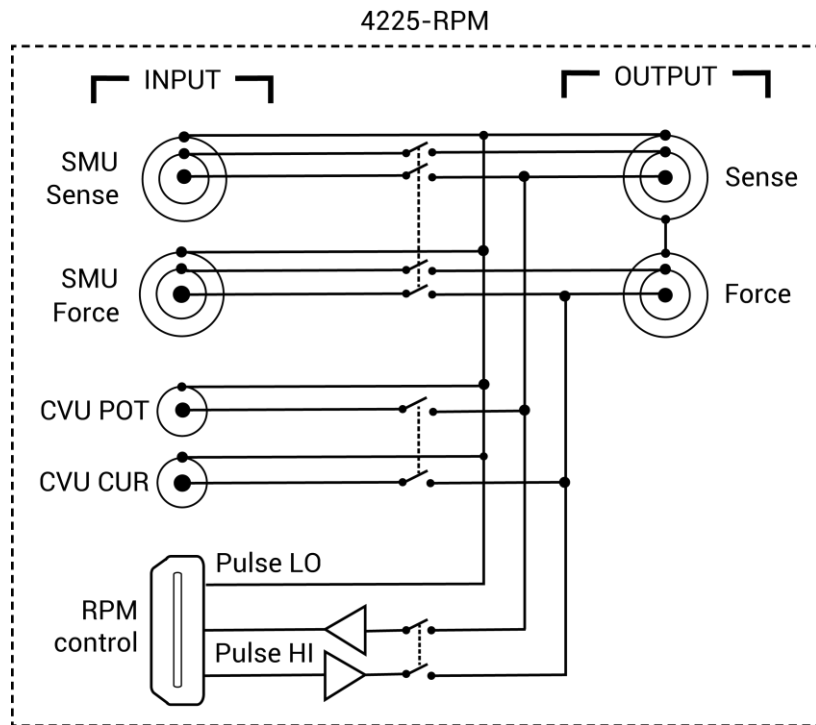 4225-RPM
INPUT
OUTPUT
SMU
Sense
Sense
SMU
Force
Force
CVU POT
CVU CUR
Pulse LO
RPM
control
Pulse HI